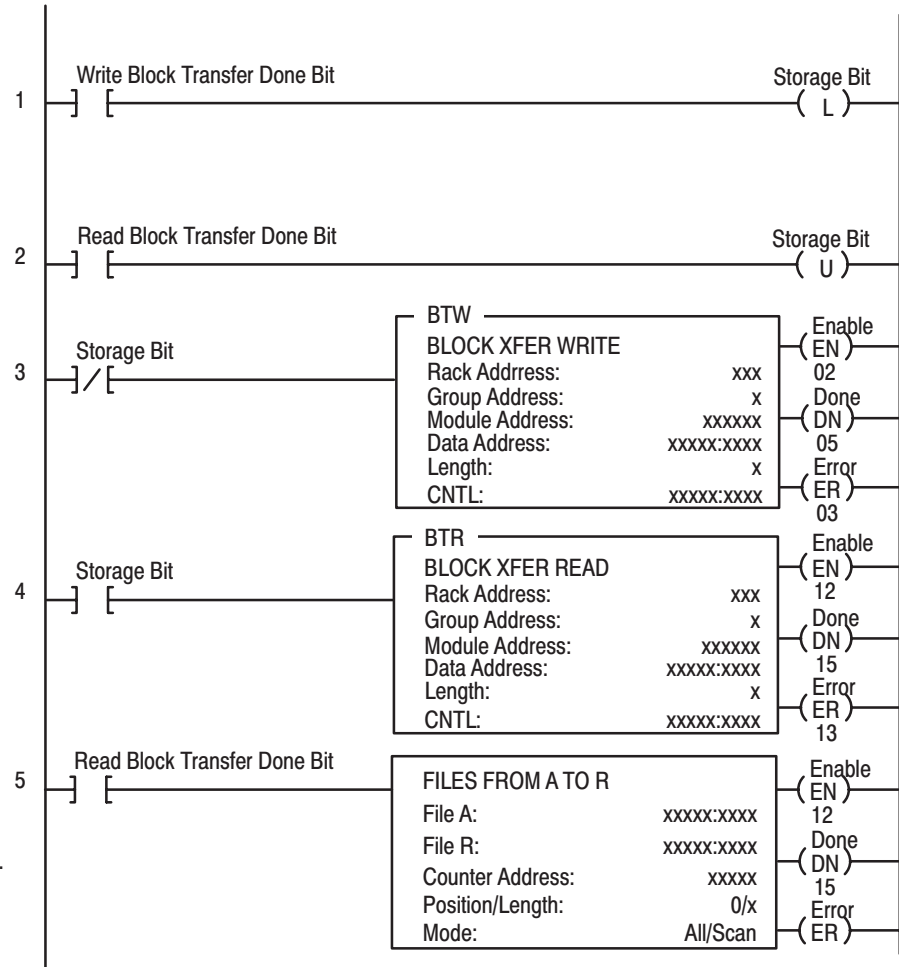 Write Block Transfer Done Bit
Storage Bit
1
L
Read Block Transfer Done Bit
Storage Bit
2
U
Storage Bit
3
BTW
BLOCK XFER WRITE
Rack Addrress: xxx
Group Address: x
Module Address: xxxxxx
Data Address: xxxxx:xxxx
Length: x
CNTL: xxxxx:xxxx
Enable
EN
02
Done
DN
05
Error
ER
03
Storage Bit
4
BTR
BLOCK XFER READ
Rack Address: xxx
Group Address: x
Module Address: xxxxxx
Data Address: xxxxx:xxxx
Length: x
CNTL: xxxxx:xxxx
Enable
EN
12
Done
DN
15
Error
ER
13
Read Block Transfer Done Bit
5
FILES FROM A TO R
File A: xxxxx:xxxx
File R: xxxxx:xxxx
Counter Address: xxxxx
Position/Length: 0/x
Mode: All/Scan
Enable
EN
12
Done
DN
15
Error
ER